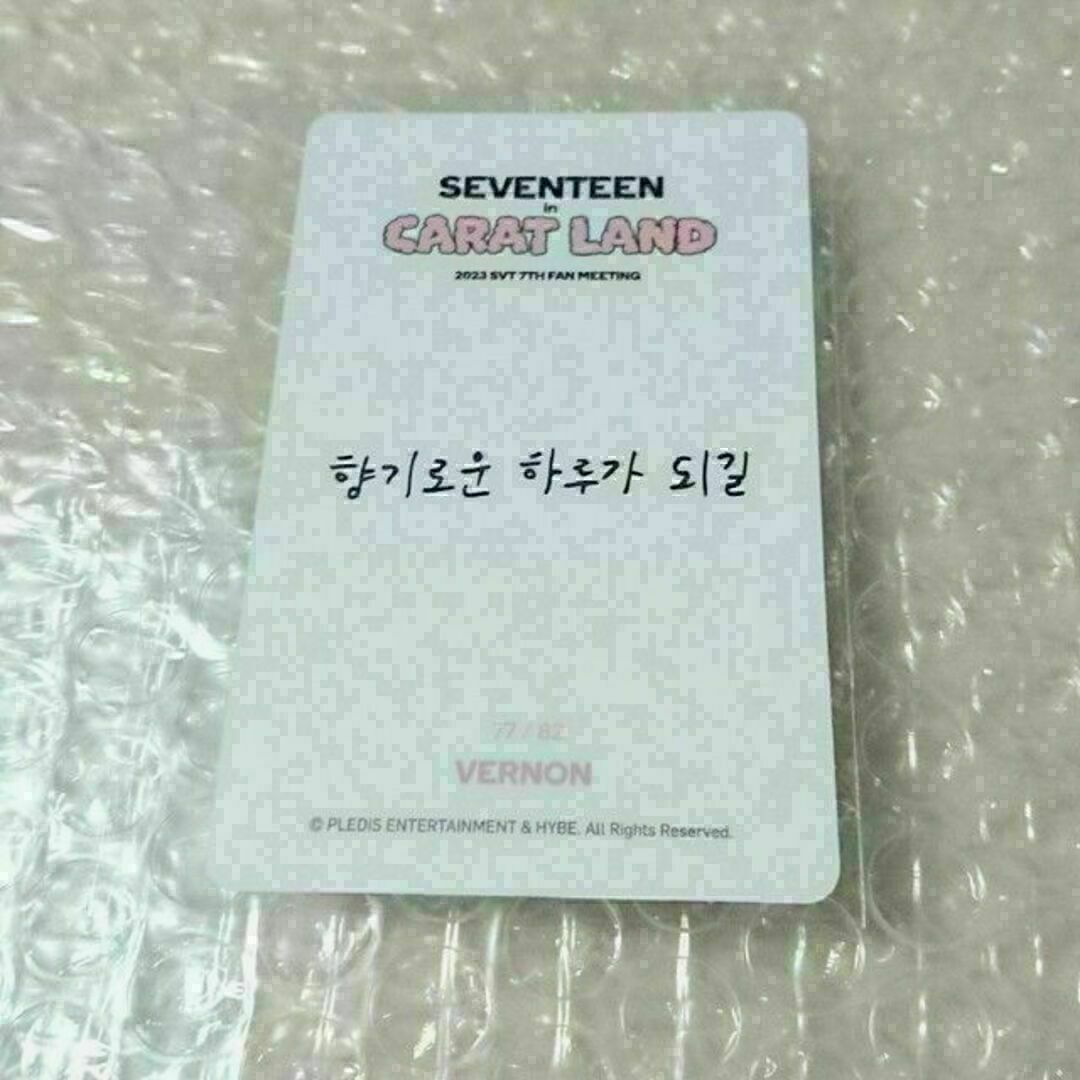 SEVENTEEN
in
CARAT LAND
2023 SVT 7TH FAN MEETING
향기로운 하루가 되길
77 / 82
VERNON
© PLEDIS ENTERTAINMENT & HYBE. All Rights Reserved.